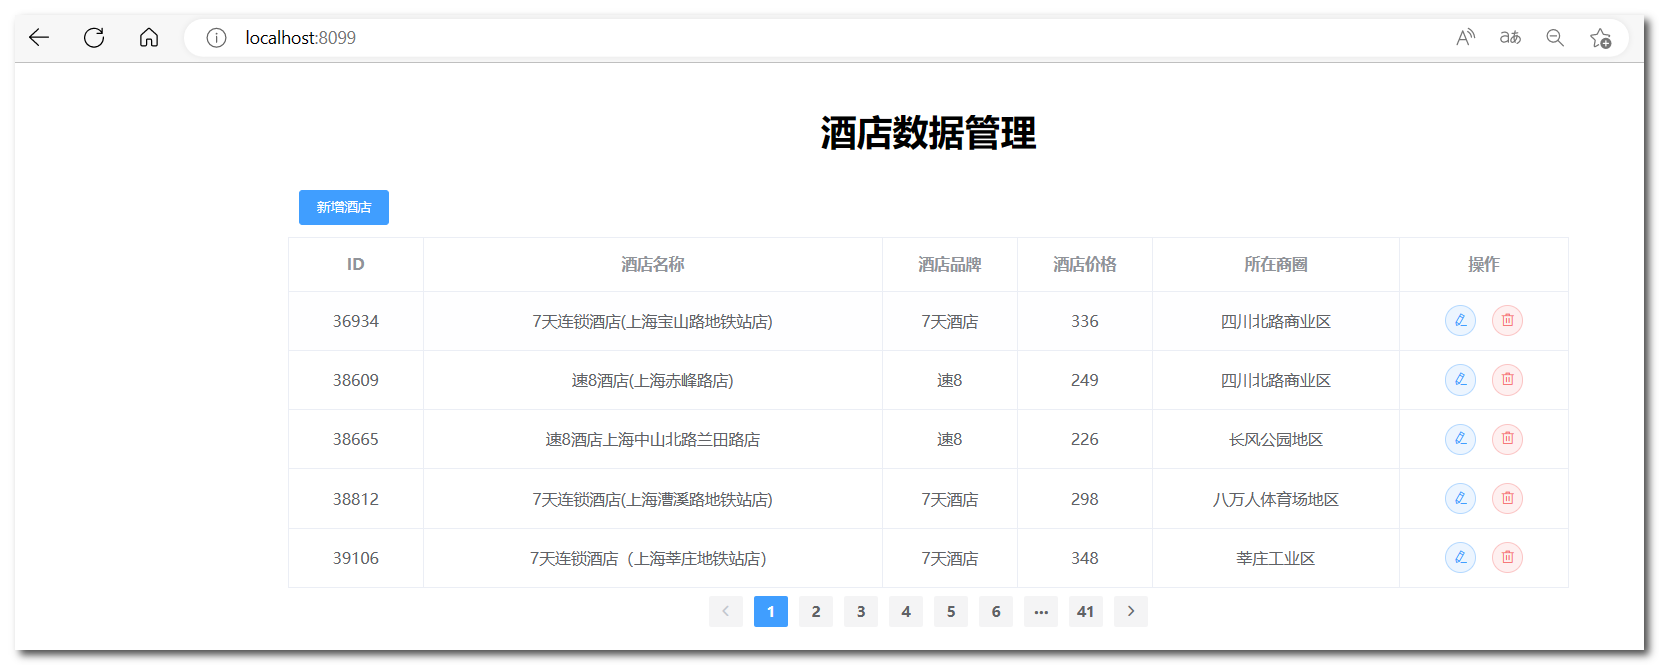 localhost:8099
酒店数据管理
新增酒店
ID 酒店名称 酒店品牌 酒店价格 所在商圈 操作
36934 7天连锁酒店(上海宝山路地铁站店) 7天酒店 336 四川北路商业区
38609 速8酒店(上海赤峰路店) 速8 249 四川北路商业区
38665 速8酒店上海中山北路兰田路店 速8 226 长风公园地区
38812 7天连锁酒店(上海漕溪路地铁站店) 7天酒店 298 八万人体育场地区
39106 7天连锁酒店（上海莘庄地铁站店） 7天酒店 348 莘庄工业区
1 2 3 4 5 6 ··· 41